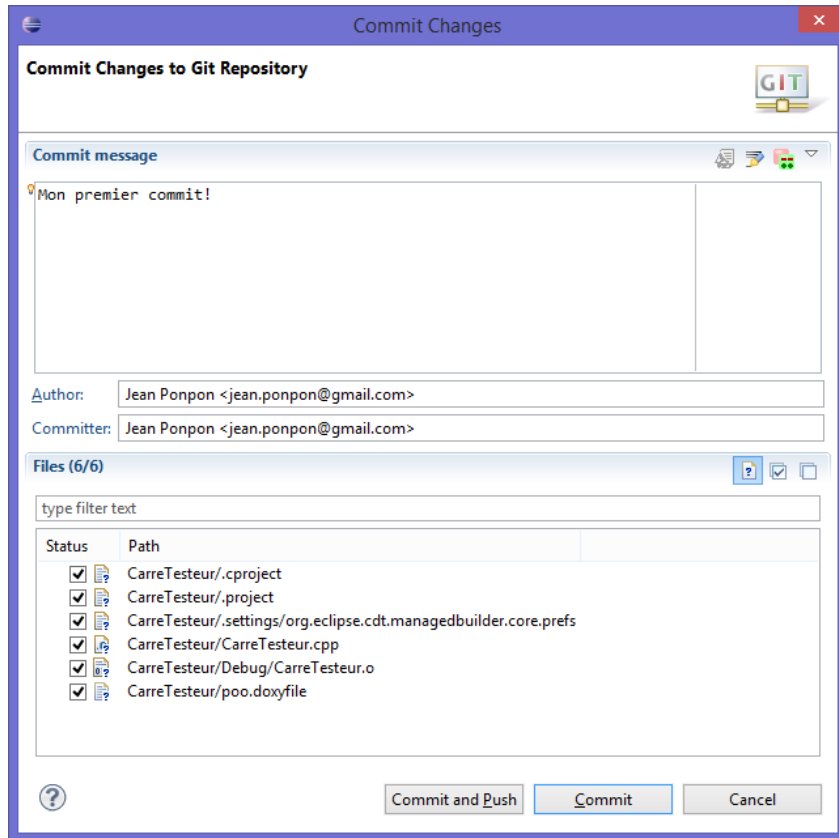 Commit Changes
Commit Changes to Git Repository
GIT
Commit message
Mon premier commit!
Author: Jean Ponpon <jean.ponpon@gmail.com>
Committer: Jean Ponpon <jean.ponpon@gmail.com>
Files (6/6)
type filter text
Status Path
CarreTesteur/.cproject
CarreTesteur/.project
CarreTesteur/.settings/org.eclipse.cdt.managedbuilder.core.prefs
CarreTesteur/CarreTesteur.cpp
CarreTesteur/Debug/CarreTesteur.o
CarreTesteur/poo.doxyfile
Commit and Push Commit Cancel